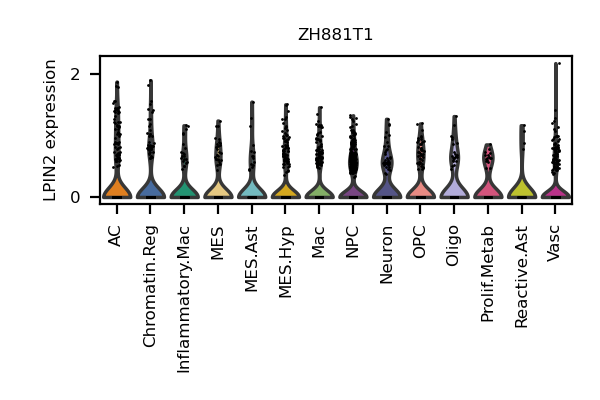 ZH881T1
LPIN2 expression
2
0
AC
Chromatin.Reg
Inflammatory.Mac
MES
MES.Ast
MES.Hyp
Mac
NPC
Neuron
OPC
Oligo
Prolif.Metab
Reactive.Ast
Vasc